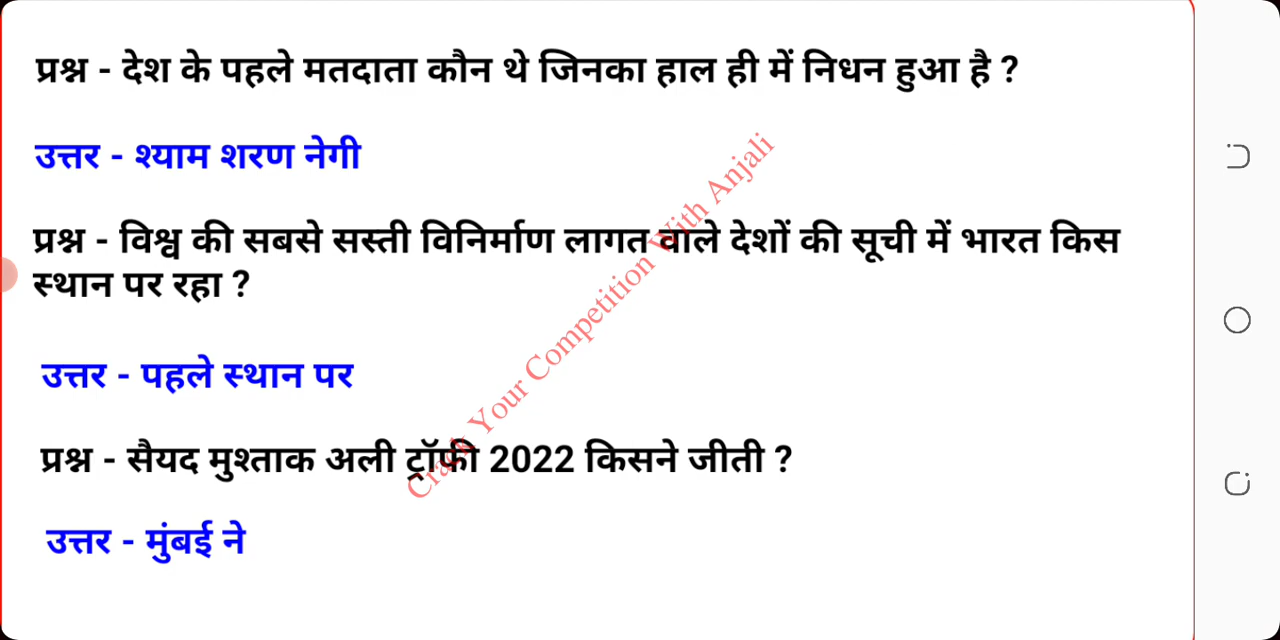 प्रश्न - देश के पहले मतदाता कौन थे जिनका हाल ही में निधन हुआ है ?
उत्तर - श्याम शरण नेगी
प्रश्न - विश्व की सबसे सस्ती विनिर्माण लागत वाले देशों की सूची में भारत किस
स्थान पर रहा ?
उत्तर - पहले स्थान पर
प्रश्न - सैयद मुश्ताक अली ट्रॉफी 2022 किसने जीती ?
उत्तर - मुंबई ने
Crack Your Competition With Anjali